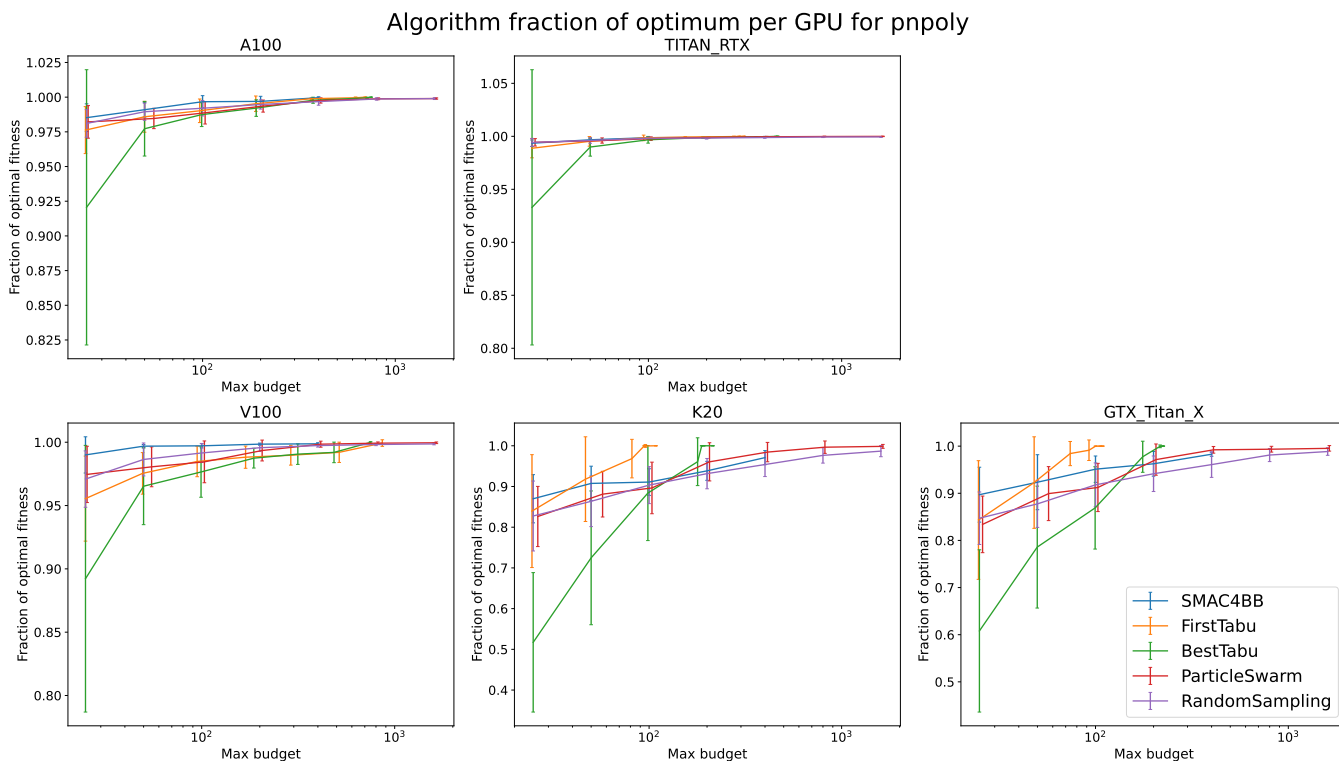 Algorithm fraction of optimum per GPU for pnpoly
A100
1.025
1.000
0.975
0.950
0.925
0.900
0.875
0.850
0.825
Fraction of optimal fitness
10²
10³
Max budget
TITAN_RTX
1.05
1.00
0.95
0.90
0.85
0.80
Fraction of optimal fitness
10²
10³
Max budget
V100
1.00
0.95
0.90
0.85
0.80
Fraction of optimal fitness
10²
10³
Max budget
K20
1.0
0.9
0.8
0.7
0.6
0.5
0.4
Fraction of optimal fitness
10²
10³
Max budget
GTX_Titan_X
1.0
0.9
0.8
0.7
0.6
0.5
Fraction of optimal fitness
10²
10³
Max budget
SMAC4BB
FirstTabu
BestTabu
ParticleSwarm
RandomSampling